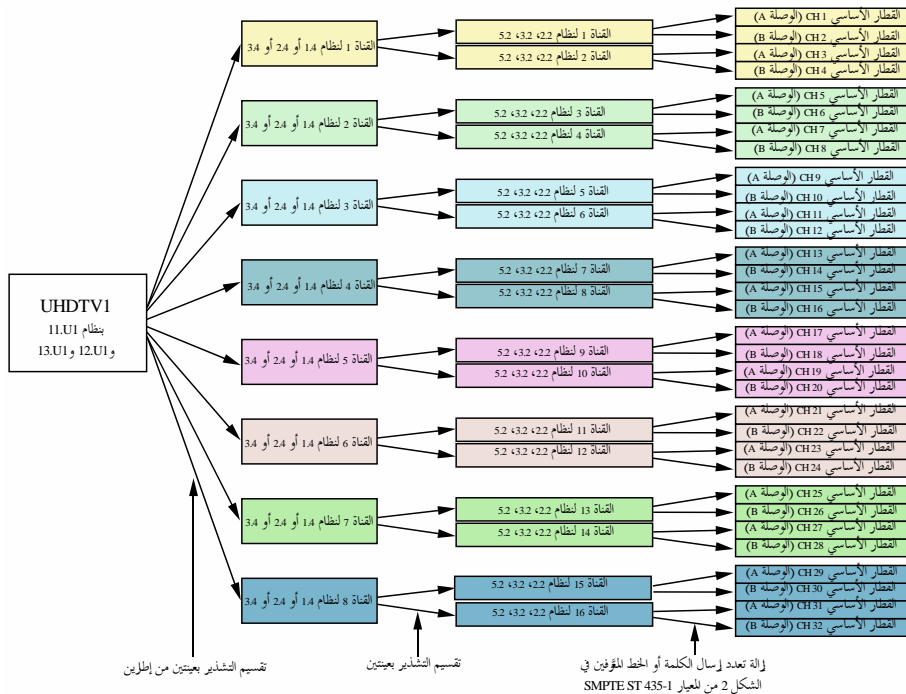 UHDTV1
بنظام 11.U1
و12.U1 و13.U1
القناة 1 لنظام 1.4 أو 2.4 أو 3.4
القناة 2 لنظام 1.4 أو 2.4 أو 3.4
القناة 3 لنظام 1.4 أو 2.4 أو 3.4
القناة 4 لنظام 1.4 أو 2.4 أو 3.4
القناة 5 لنظام 1.4 أو 2.4 أو 3.4
القناة 6 لنظام 1.4 أو 2.4 أو 3.4
القناة 7 لنظام 1.4 أو 2.4 أو 3.4
القناة 8 لنظام 1.4 أو 2.4 أو 3.4
القناة 1 لنظام 2.2، 3.2، 5.2
القناة 2 لنظام 2.2، 3.2، 5.2
القناة 3 لنظام 2.2، 3.2، 5.2
القناة 4 لنظام 2.2، 3.2، 5.2
القناة 5 لنظام 2.2، 3.2، 5.2
القناة 6 لنظام 2.2، 3.2، 5.2
القناة 7 لنظام 2.2، 3.2، 5.2
القناة 8 لنظام 2.2، 3.2، 5.2
القناة 9 لنظام 2.2، 3.2، 5.2
القناة 10 لنظام 2.2، 3.2، 5.2
القناة 11 لنظام 2.2، 3.2، 5.2
القناة 12 لنظام 2.2، 3.2، 5.2
القناة 13 لنظام 2.2، 3.2، 5.2
القناة 14 لنظام 2.2، 3.2، 5.2
القناة 15 لنظام 2.2، 3.2، 5.2
القناة 16 لنظام 2.2، 3.2، 5.2
القطار الأساسي CH 1 (الوصلة A)
القطار الأساسي CH 2 (الوصلة B)
القطار الأساسي CH 3 (الوصلة A)
القطار الأساسي CH 4 (الوصلة B)
القطار الأساسي CH 5 (الوصلة A)
القطار الأساسي CH 6 (الوصلة B)
القطار الأساسي CH 7 (الوصلة A)
القطار الأساسي CH 8 (الوصلة B)
القطار الأساسي CH 9 (الوصلة A)
القطار الأساسي CH 10 (الوصلة B)
القطار الأساسي CH 11 (الوصلة A)
القطار الأساسي CH 12 (الوصلة B)
القطار الأساسي CH 13 (الوصلة A)
القطار الأساسي CH 14 (الوصلة B)
القطار الأساسي CH 15 (الوصلة A)
القطار الأساسي CH 16 (الوصلة B)
القطار الأساسي CH 17 (الوصلة A)
القطار الأساسي CH 18 (الوصلة B)
القطار الأساسي CH 19 (الوصلة A)
القطار الأساسي CH 20 (الوصلة B)
القطار الأساسي CH 21 (الوصلة A)
القطار الأساسي CH 22 (الوصلة B)
القطار الأساسي CH 23 (الوصلة A)
القطار الأساسي CH 24 (الوصلة B)
القطار الأساسي CH 25 (الوصلة A)
القطار الأساسي CH 26 (الوصلة B)
القطار الأساسي CH 27 (الوصلة A)
القطار الأساسي CH 28 (الوصلة B)
القطار الأساسي CH 29 (الوصلة A)
القطار الأساسي CH 30 (الوصلة B)
القطار الأساسي CH 31 (الوصلة A)
القطار الأساسي CH 32 (الوصلة B)
تقسيم التشذير بعينتين من إطارين
تقسيم التشذير بعينتين
إزالة تعدد إرسال الكلمة أو الخط المعرَّفين في
الشكل 2 من المعيار SMPTE ST 435-1